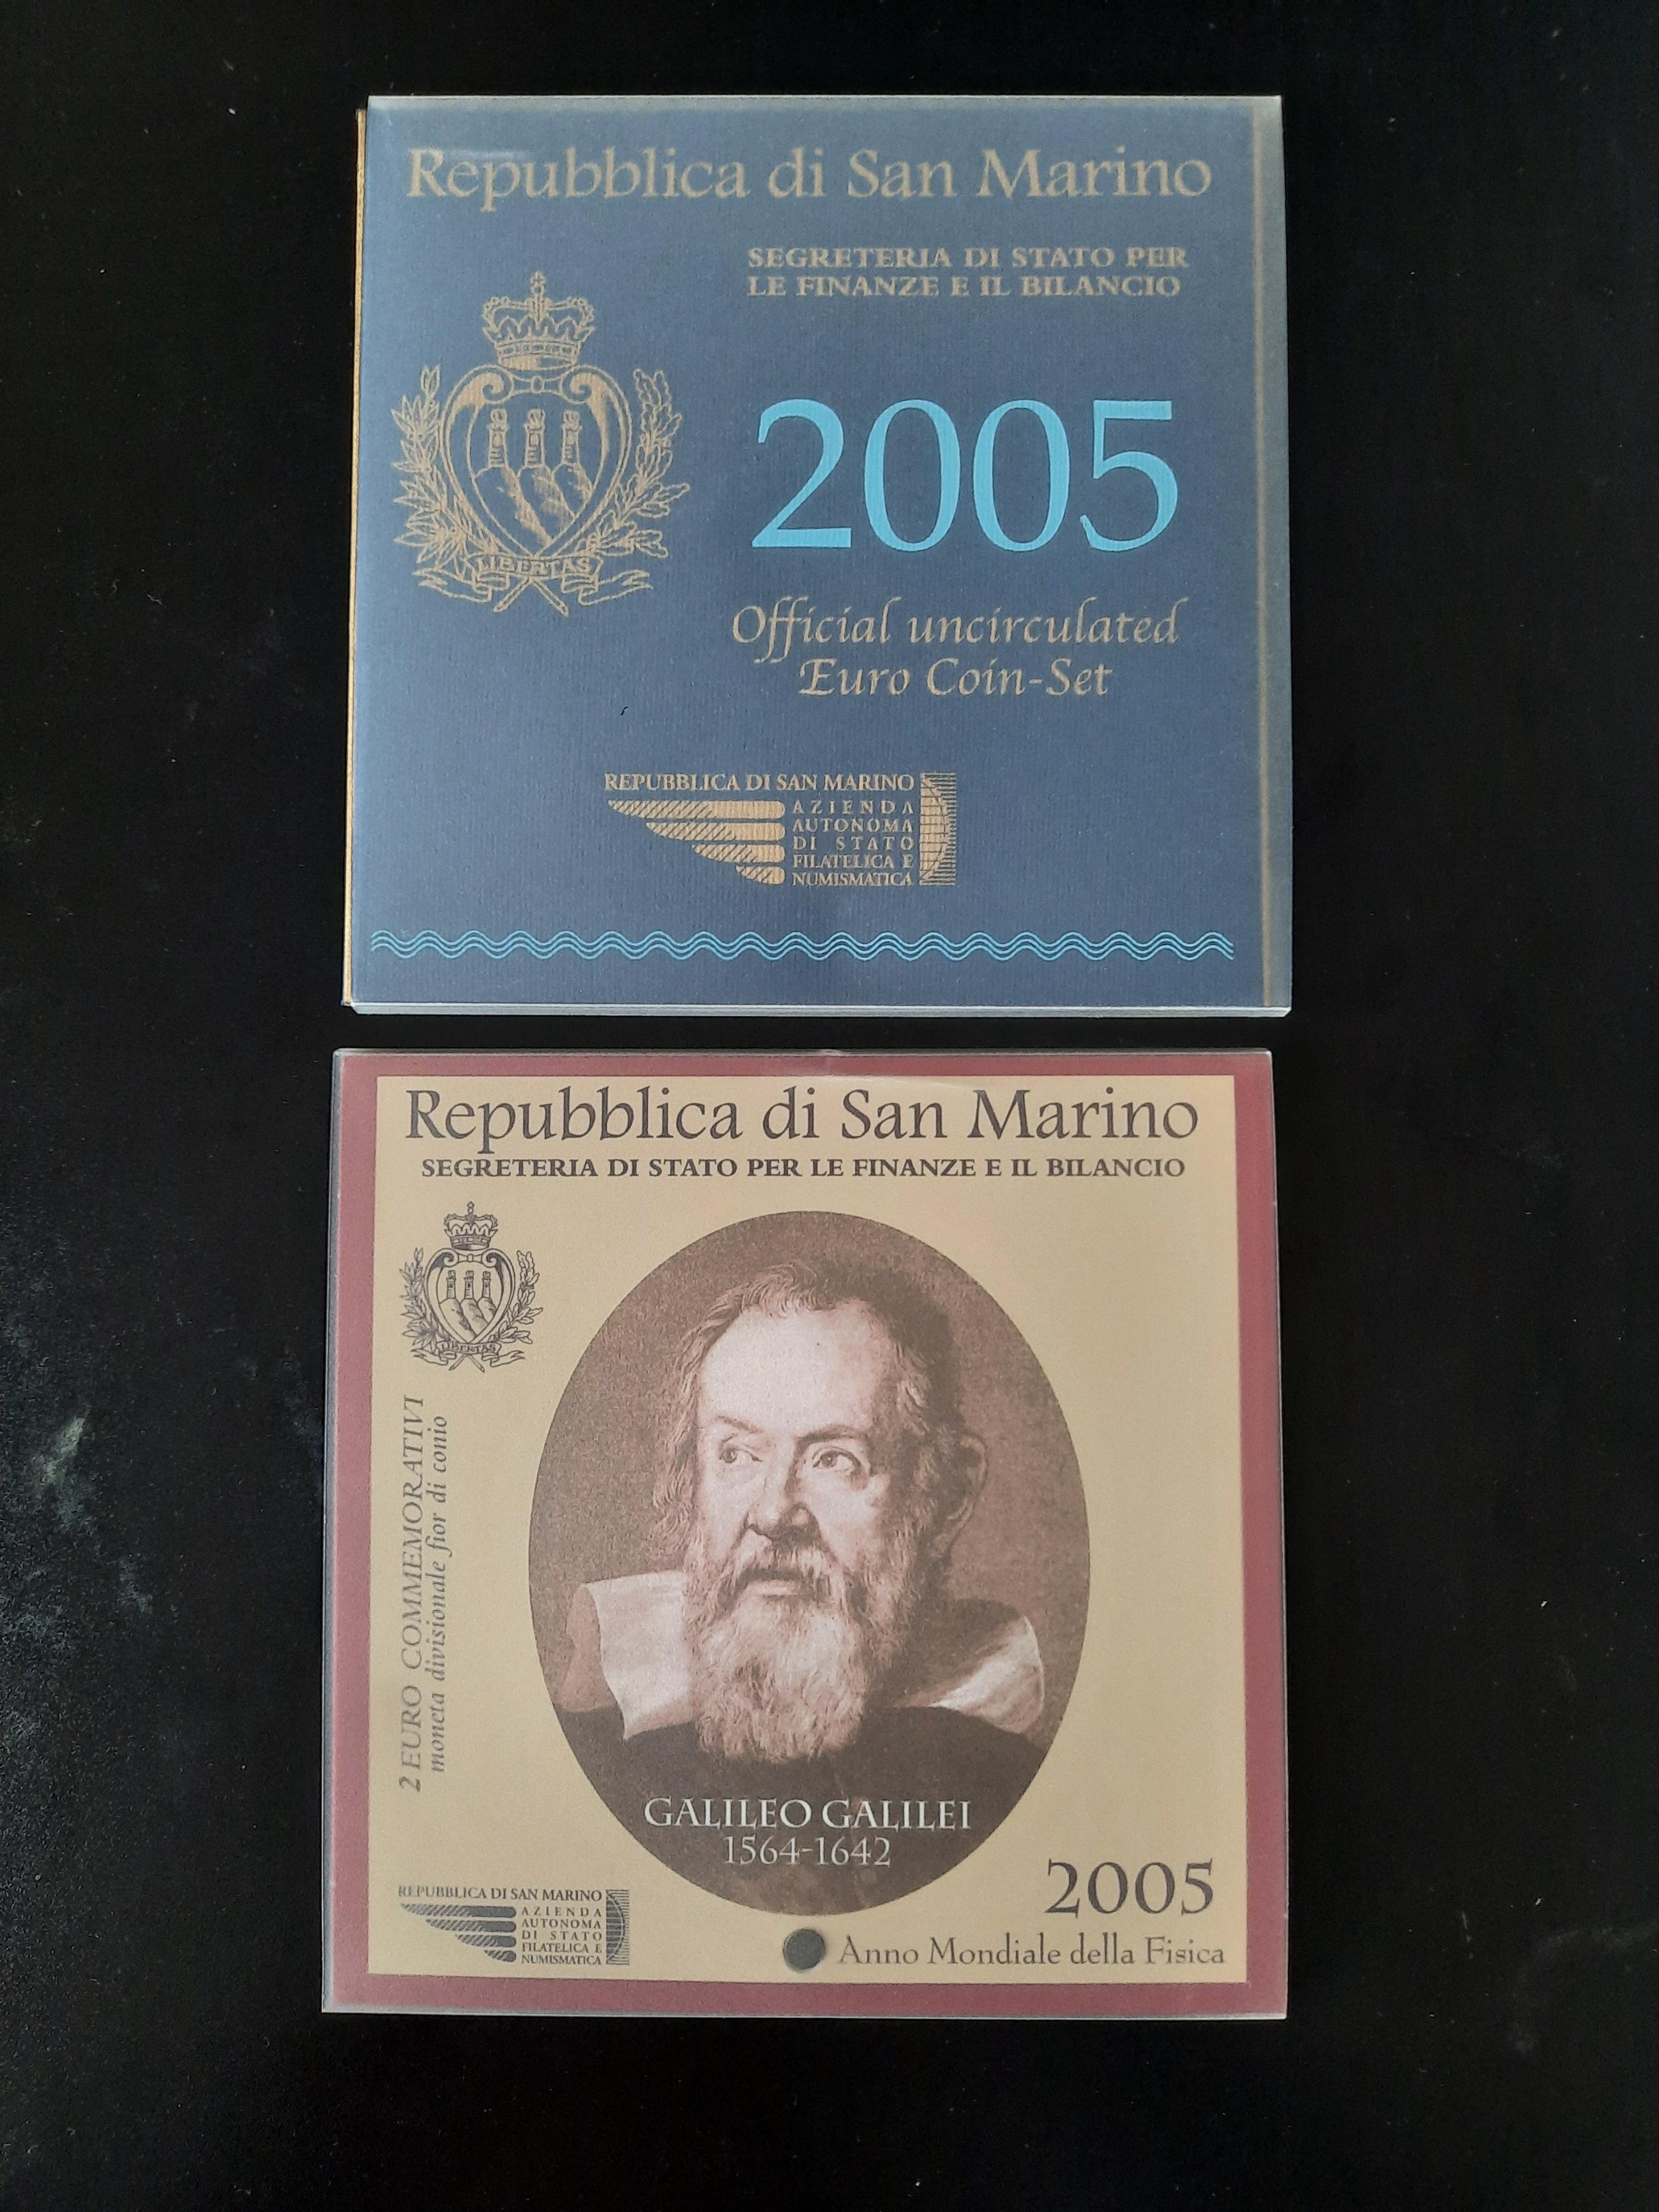 Repubblica di San Marino
SEGRETERIA DI STATO PER
LE FINANZE E IL BILANCIO
2005
LIBERTAS
Official uncirculated
Euro Coin-Set
REPUBBLICA DI SAN MARINO
AZIENDA
AUTONOMA
DI STATO
FILATELICA E
NUMISMATICA
Repubblica di San Marino
SEGRETERIA DI STATO PER LE FINANZE E IL BILANCIO
LIBERTAS
2 EURO COMMEMORATIVI
moneta divisionale fior di conio
GALILEO GALILEI
1564-1642
2005
Anno Mondiale della Fisica
REPUBBLICA DI SAN MARINO
AZIENDA
AUTONOMA
DI STATO
FILATELICA E
NUMISMATICA